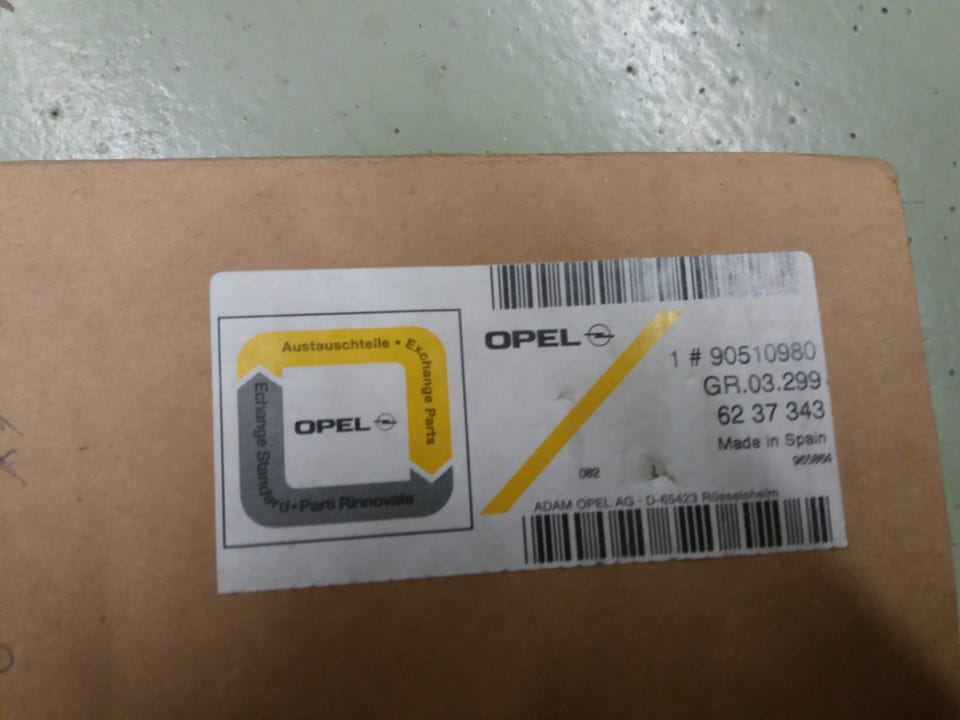 Austauschteile • Exchange Parts
Echange Standard • Parti Rinnovate
OPEL
OPEL
1 # 90510980
GR.03.299
62 37 343
Made in Spain
965864
082
ADAM OPEL AG - D-65423 Rüsselsheim